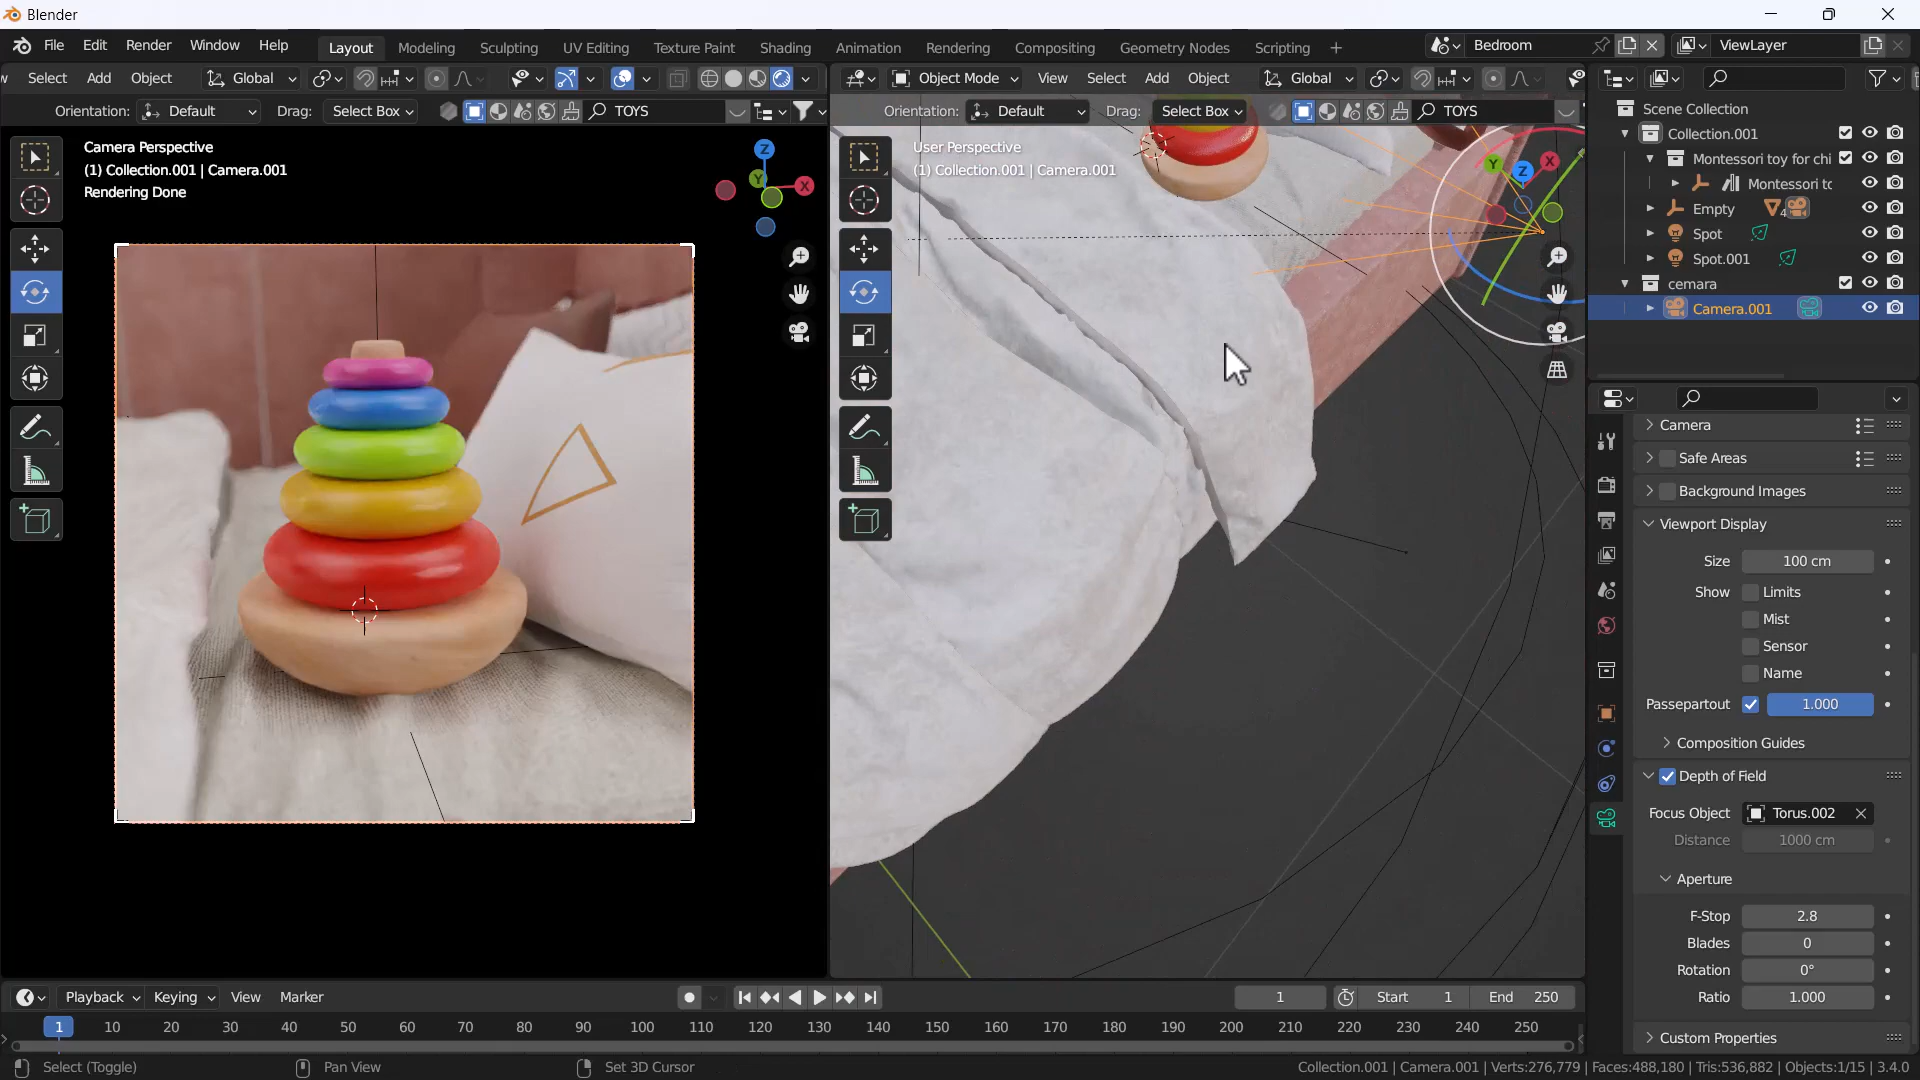 Blender
File Edit Render Window Help
Layout Modeling Sculpting UV Editing Texture Paint Shading Animation Rendering Compositing Geometry Nodes Scripting +
Bedroom
ViewLayer
Select Add Object Global
Object Mode View Select Add Object Global
Orientation: Default Drag: Select Box TOYS
Orientation: Default Drag: Select Box TOYS
Camera Perspective
(1) Collection.001 | Camera.001
Rendering Done
Z
Y
X
User Perspective
(1) Collection.001 | Camera.001
Y
Z
X
Scene Collection
Collection.001
Montessori toy for chi
Montessori tc
Empty 4
Spot
Spot.001
cemara
Camera.001
Camera
Safe Areas
Background Images
Viewport Display
Size 100 cm
Show Limits
Mist
Sensor
Name
Passepartout 1.000
Composition Guides
Depth of Field
Focus Object Torus.002
Distance 1000 cm
Aperture
F-Stop 2.8
Blades 0
Rotation 0°
Ratio 1.000
Custom Properties
Playback Keying View Marker
1 Start 1 End 250
1 10 20 30 40 50 60 70 80 90 100 110 120 130 140 150 160 170 180 190 200 210 220 230 240 250
Select (Toggle) Pan View Set 3D Cursor
Collection.001 | Camera.001 | Verts:276,779 | Faces:488,180 | Tris:536,882 | Objects:1/15 | 3.4.0